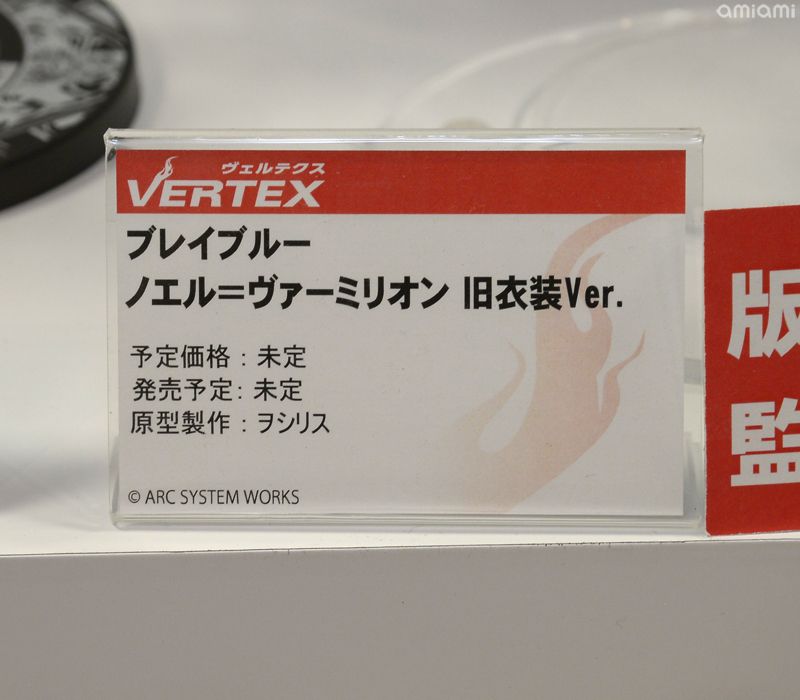 amiami
ヴェルテクス
VERTEX
ブレイブルー
ノエル=ヴァーミリオン 旧衣装Ver.
予定価格:未定
発売予定:未定
原型製作:ヲシリス
© ARC SYSTEM WORKS
版
監